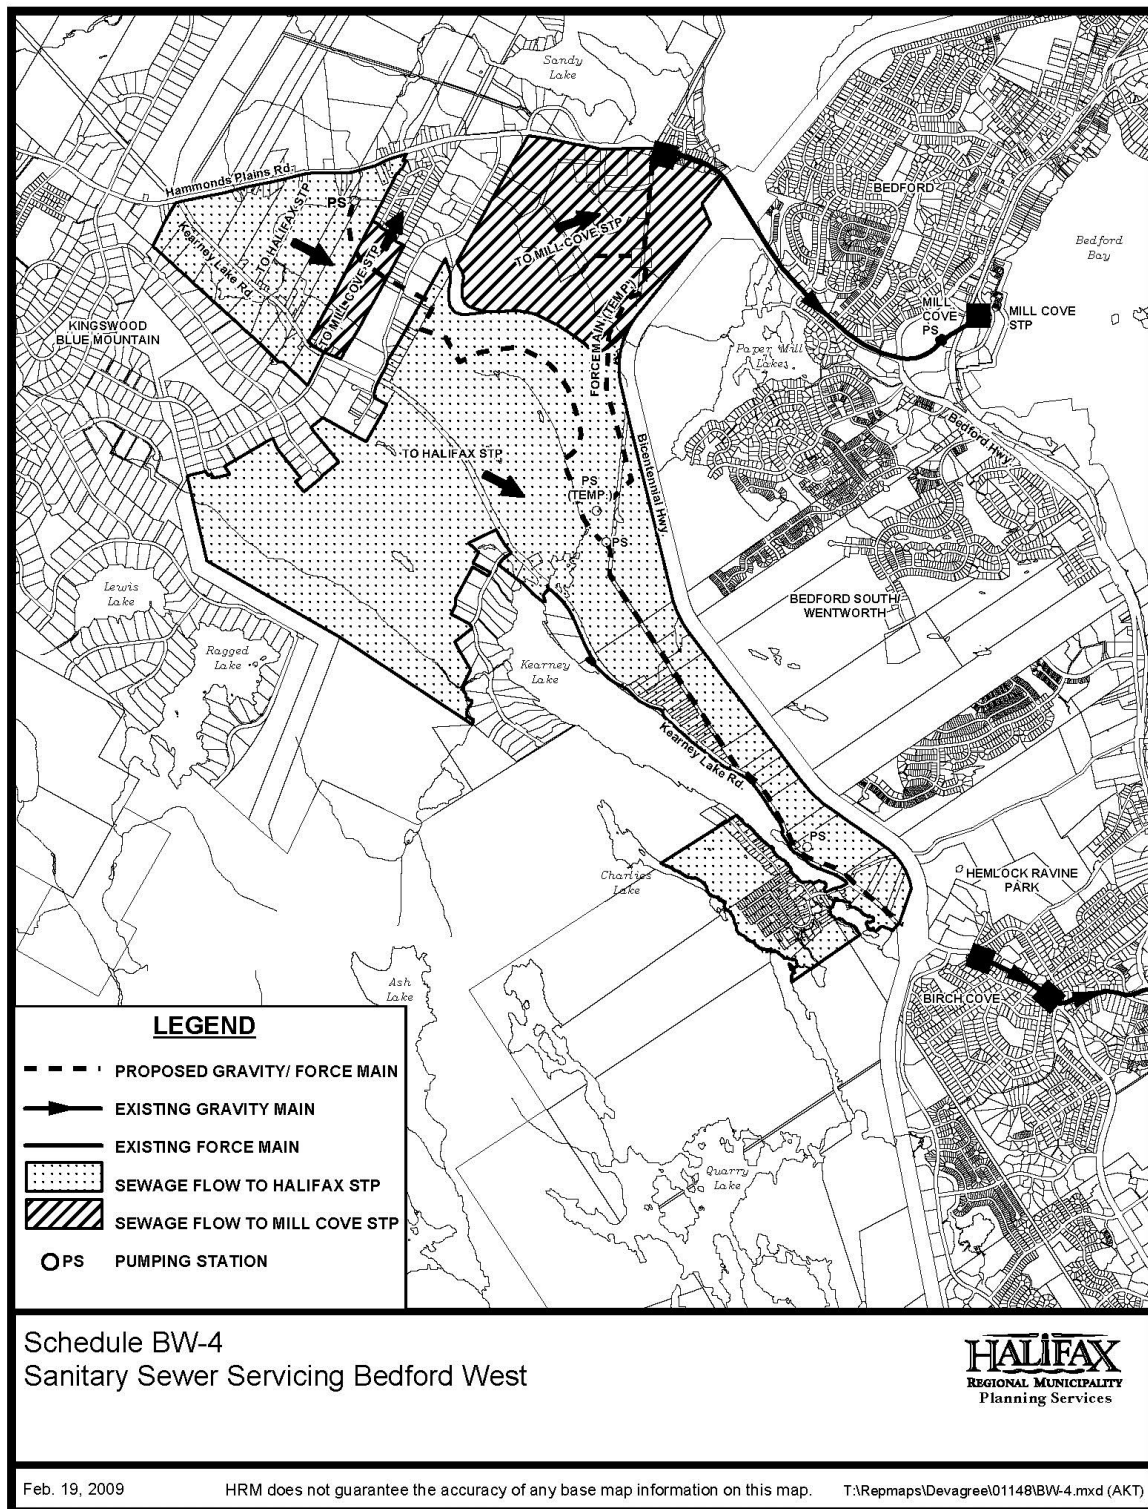 Sandy
Lake
Hammonds Plains Rd.
PS
TO HALIFAX STP
Kearney Lake Rd.
TO MILL COVE STP
TO MILL COVE STP
BEDFORD
Bedford
Bay
KINGSWOOD
BLUE MOUNTAIN
MILL
COVE
PS
MILL COVE
STP
FORCEMAIN (TEMP.)
Paper Mill
Lakes
Bedford Hwy.
Bicentennial Hwy.
TO HALIFAX STP
PS
(TEMP.)
PS
Lewis
Lake
BEDFORD SOUTH
WENTWORTH
Ragged
Lake
Kearney
Lake
Kearney Lake Rd.
PS
Charlies
Lake
HEMLOCK RAVINE
PARK
Ash
Lake
BIRCH COVE
Quarry
Lake
LEGEND
PROPOSED GRAVITY/ FORCE MAIN
EXISTING GRAVITY MAIN
EXISTING FORCE MAIN
SEWAGE FLOW TO HALIFAX STP
SEWAGE FLOW TO MILL COVE STP
PS PUMPING STATION
Schedule BW-4
Sanitary Sewer Servicing Bedford West
HALIFAX
REGIONAL MUNICIPALITY
Planning Services
Feb. 19, 2009 HRM does not guarantee the accuracy of any base map information on this map. T:\Repmaps\Devagree\01148\BW-4.mxd (AKT)